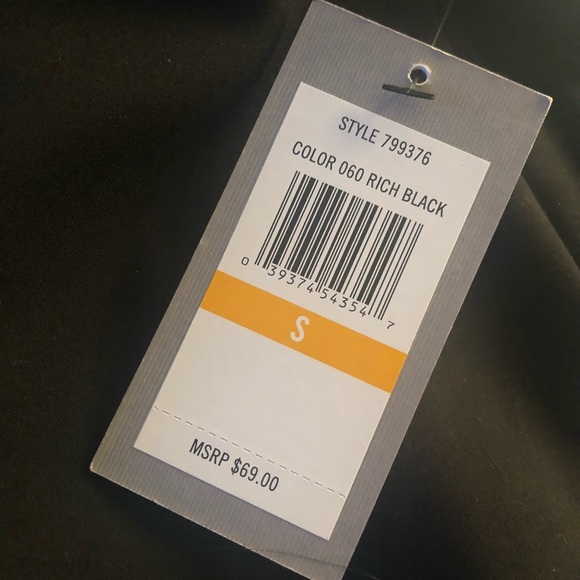 STYLE 799376
COLOR 060 RICH BLACK
0 39374 54354 7
S
MSRP $69.00